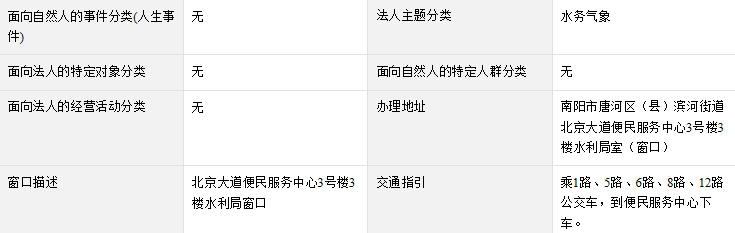 面向自然人的事件分类(人生事件) 无 法人主题分类 水务气象
面向法人的特定对象分类 无 面向自然人的特定人群分类 无
面向法人的经营活动分类 无 办理地址 南阳市唐河区（县）滨河街道
北京大道便民服务中心3号楼3
楼水利局室（窗口）
窗口描述 北京大道便民服务中心3号楼3
楼水利局窗口
交通指引 乘1路、5路、6路、8路、12路
公交车，到便民服务中心下
车。